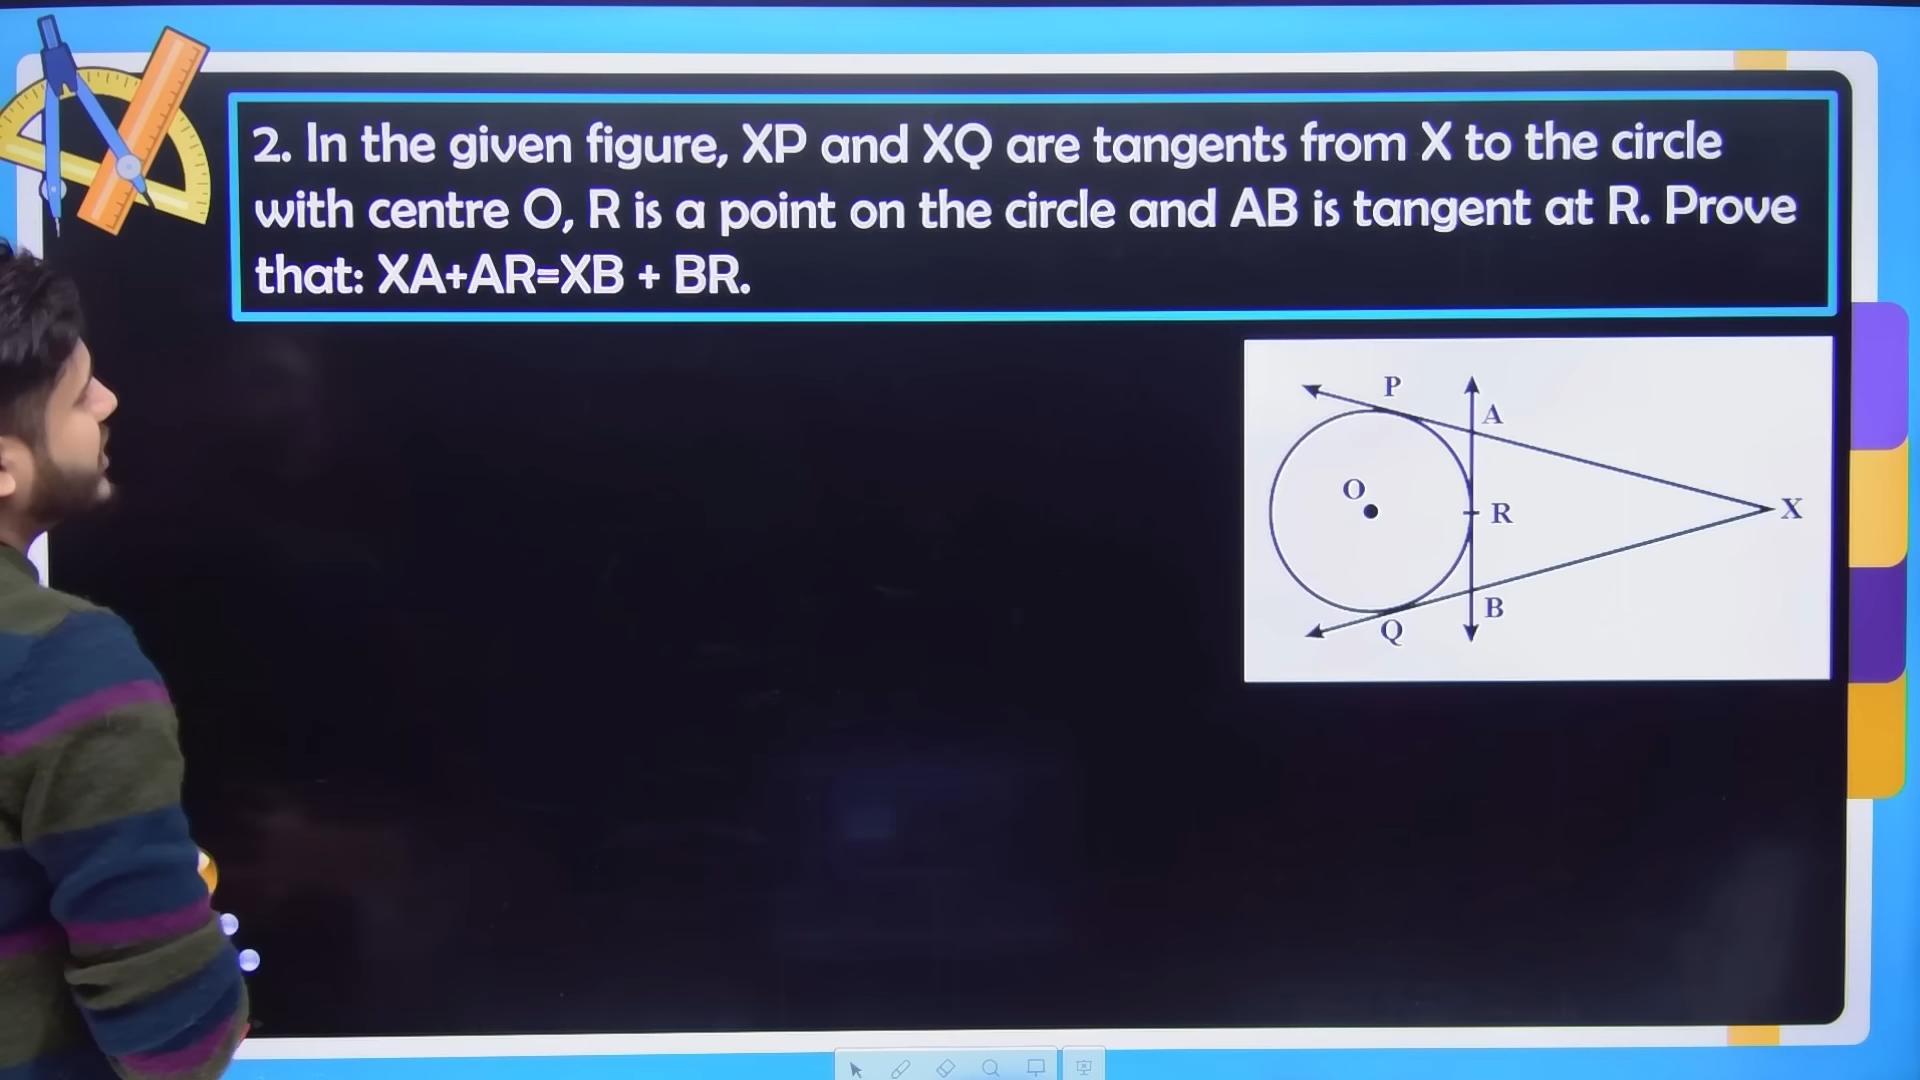 2. In the given figure, XP and XQ are tangents from X to the circle
with centre O, R is a point on the circle and AB is tangent at R. Prove
that: XA+AR=XB + BR.
P
A
O
R
X
B
Q